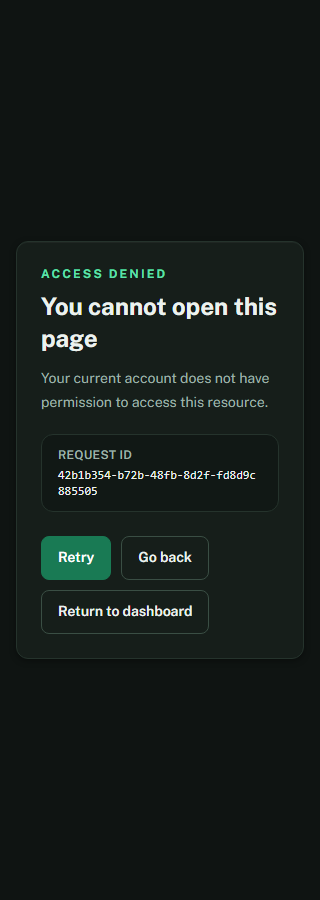 ACCESS DENIED
You cannot open this
page
Your current account does not have
permission to access this resource.
REQUEST ID
42b1b354-b72b-48fb-8d2f-fd8d9c
885505
Retry
Go back
Return to dashboard